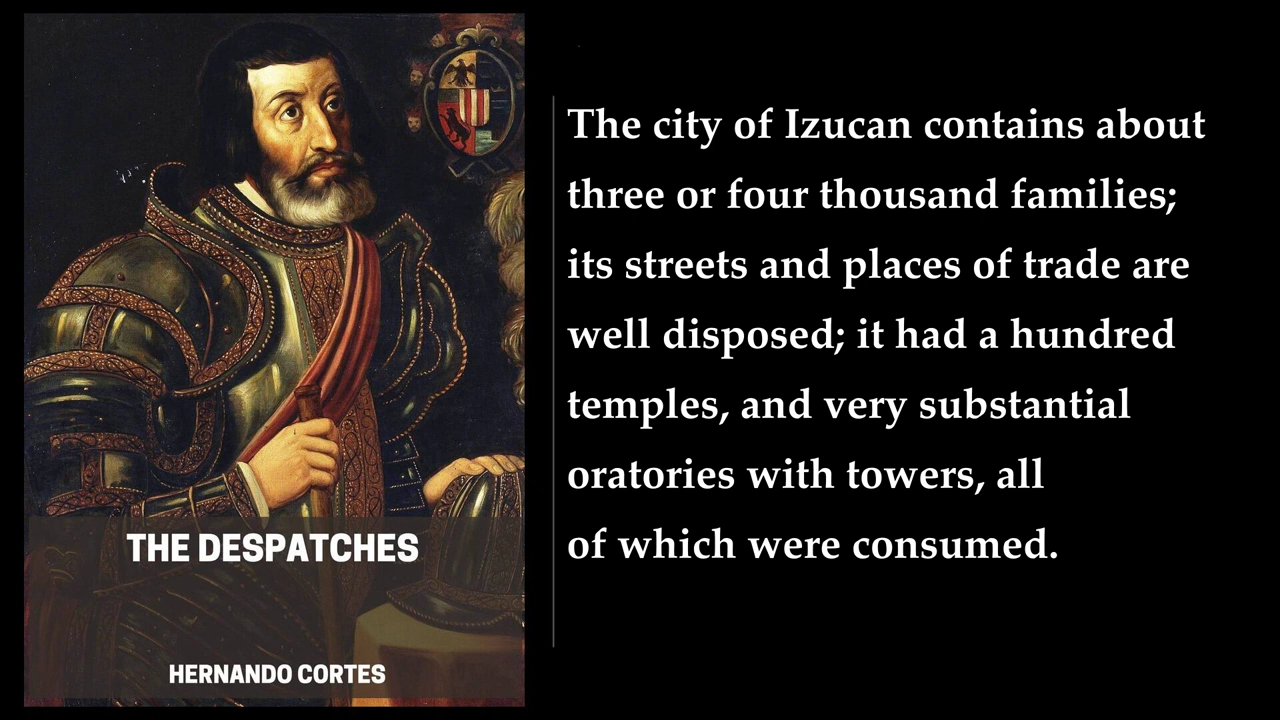 THE DESPATCHES
HERNANDO CORTES
The city of Izucan contains about
three or four thousand families;
its streets and places of trade are
well disposed; it had a hundred
temples, and very substantial
oratories with towers, all
of which were consumed.